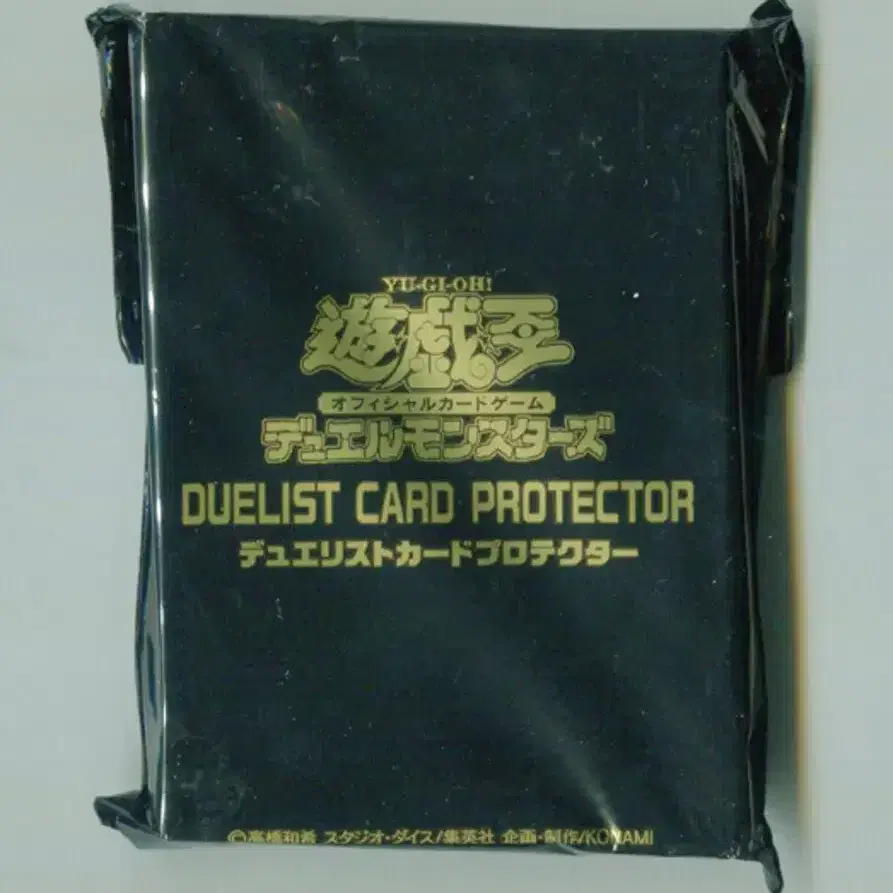 YU-GI-OH!
遊戯王
オフィシャルカードゲーム
デュエルモンスターズ
DUELIST CARD PROTECTOR
デュエリストカードプロテクター
©高橋和希 スタジオ・ダイス/集英社 企画・制作/KONAMI